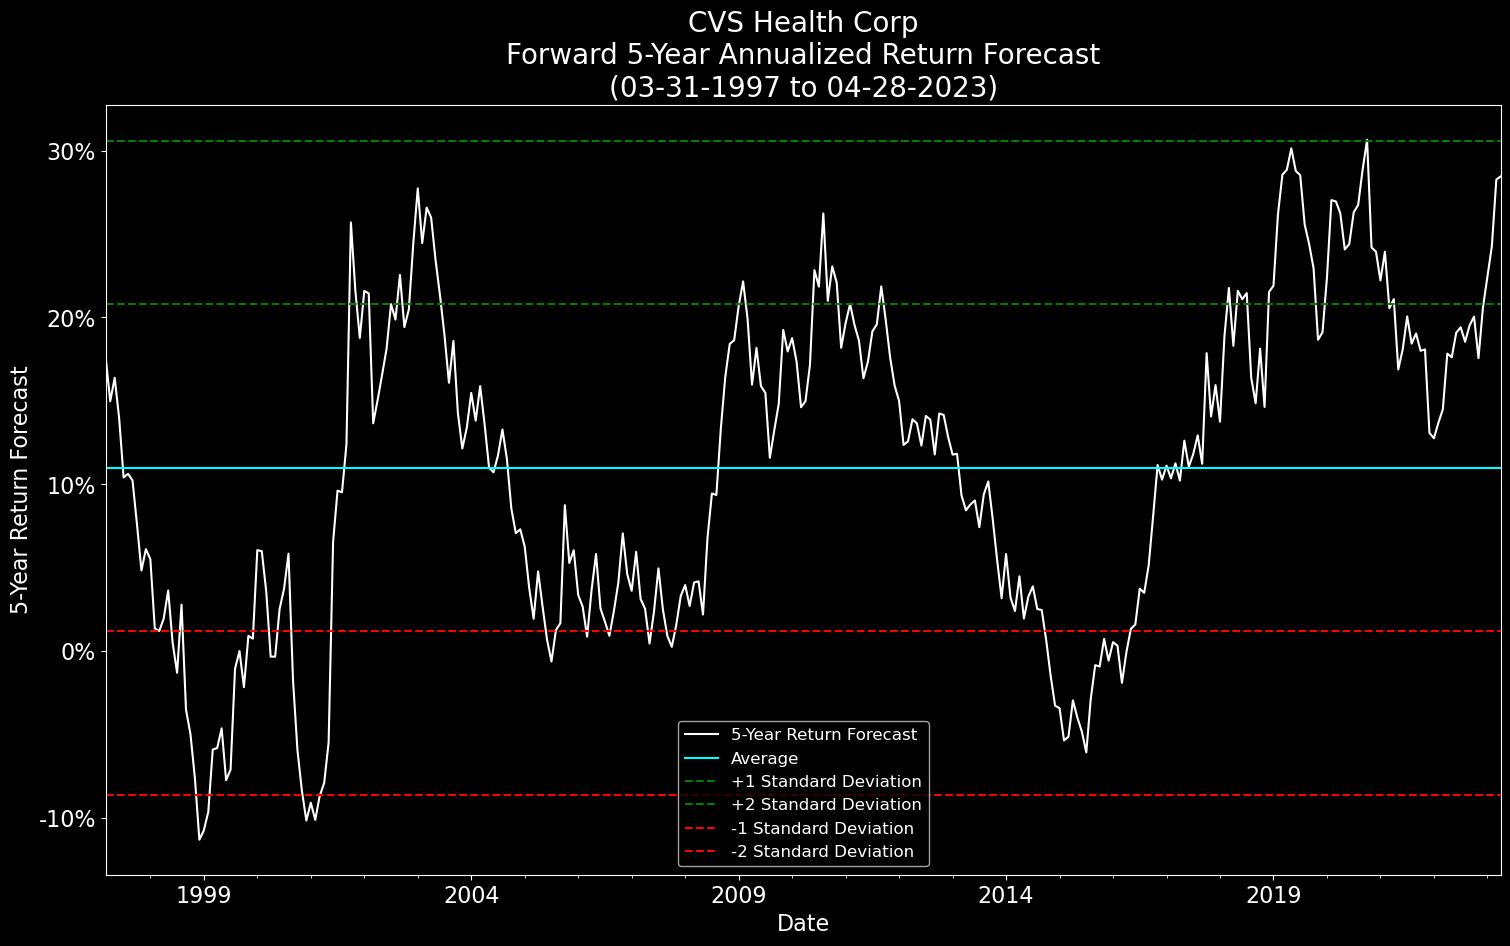 CVS Health Corp
Forward 5-Year Annualized Return Forecast
(03-31-1997 to 04-28-2023)
30%
20%
10%
0%
-10%
5-Year Return Forecast
5-Year Return Forecast
Average
+1 Standard Deviation
+2 Standard Deviation
-1 Standard Deviation
-2 Standard Deviation
1999 2004 2009 2014 2019
Date